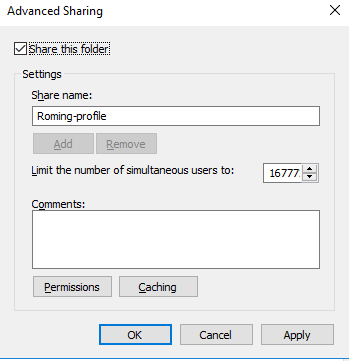 Advanced Sharing
Share this folder
Settings
Share name:
Roming-profile
Add Remove
Limit the number of simultaneous users to: 16777
Comments:
Permissions Caching
OK Cancel Apply